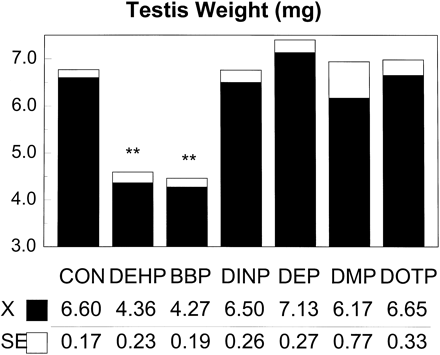 Testis Weight (mg)
7.0
6.0
5.0
4.0
3.0
** **
CON DEHP BBP DINP DEP DMP DOTP
X 6.60 4.36 4.27 6.50 7.13 6.17 6.65
SE 0.17 0.23 0.19 0.26 0.27 0.77 0.33